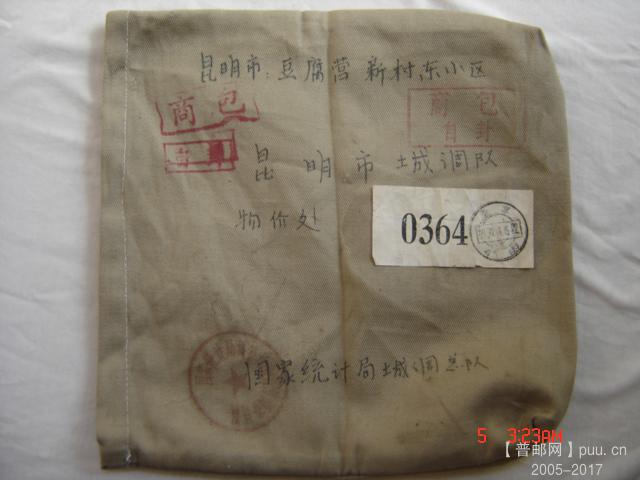 昆明市:豆腐营新村东小区
商包
商包
自封
昆明市城调队
物价处
0364
国家统计局城调总队
5 3:23AM
【普邮网】puu.cn
2005-2017